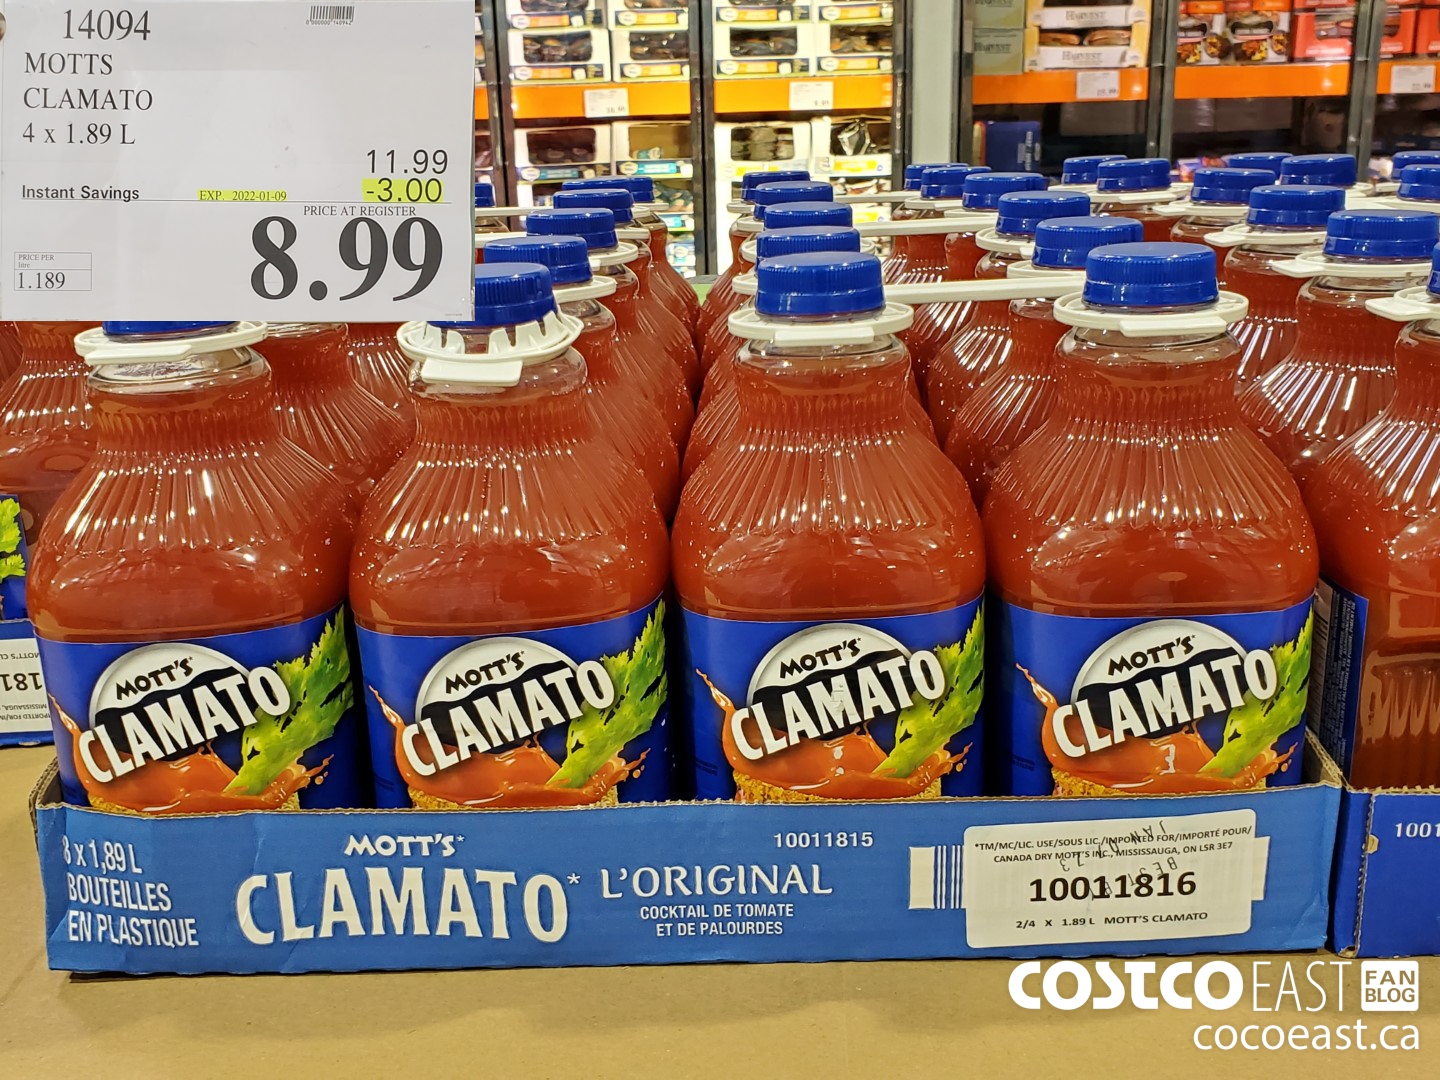 14094
MOTTS
CLAMATO
4 x 1.89 L
11.99
Instant Savings EXP. 2022-01-09 -3.00
PRICE AT REGISTER
8.99
PRICE PER
litre
1.189
HARVEST
HARVEST
MOTT'S
CLAMATO
MOTT'S
CLAMATO
MOTT'S
CLAMATO
MOTT'S
CLAMATO
8 x 1,89 L
BOUTEILLES
EN PLASTIQUE
MOTT'S*
CLAMATO*
L'ORIGINAL
COCKTAIL DE TOMATE
ET DE PALOURDES
10011815
*TM/MC/LIC. USE/SOUS LIC./IMPORTED FOR/IMPORTÉ POUR/
CANADA DRY MOTT'S INC., MISSISSAUGA, ON L5R 3E7
10011816
2/4 X 1.89 L MOTT'S CLAMATO
COSTCO EAST FAN BLOG
cocoeast.ca